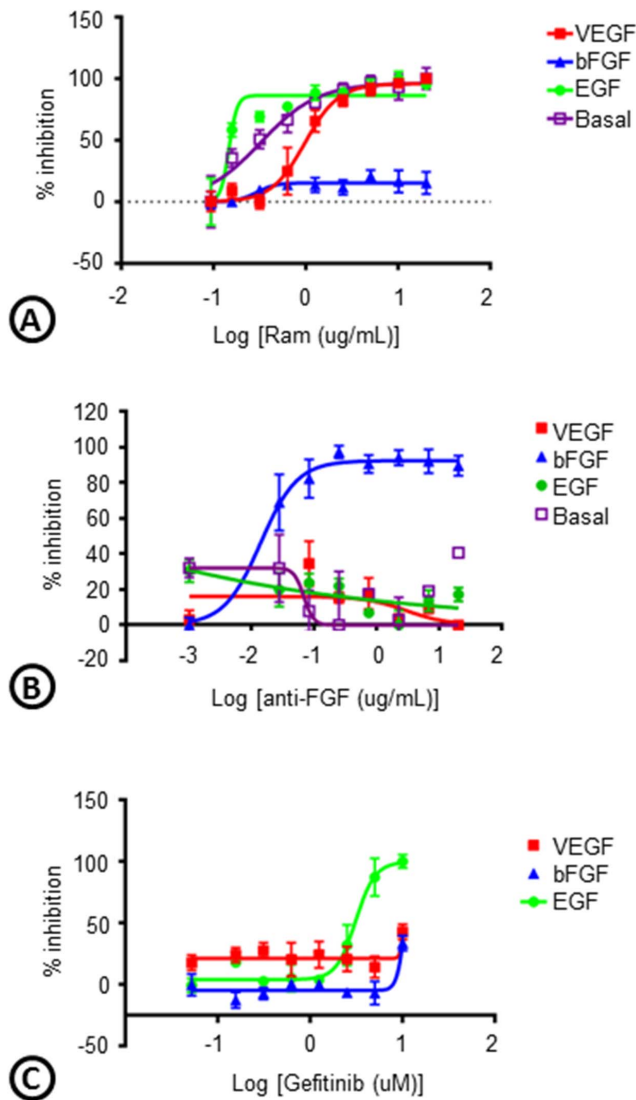 150
100
50
0
-50
% inhibition
-2
-1
0
1
2
Log [Ram (ug/mL)]
VEGF
bFGF
EGF
Basal
A
120
100
80
60
40
20
0
-20
% inhibition
-3
-2
-1
0
1
2
Log [anti-FGF (ug/mL)]
VEGF
bFGF
EGF
Basal
B
150
100
50
0
-50
% inhibition
-1
0
1
2
Log [Gefitinib (uM)]
VEGF
bFGF
EGF
C